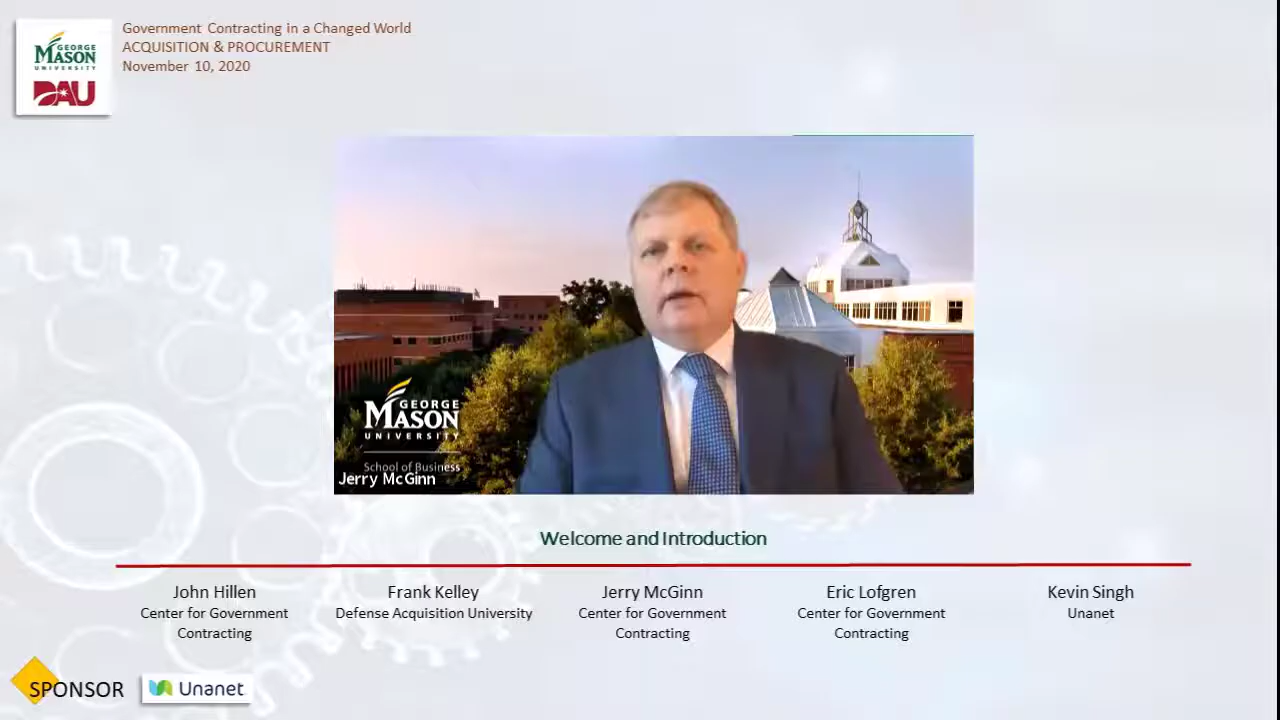 GEORGE
MASON
UNIVERSITY
DAU
Government Contracting in a Changed World
ACQUISITION & PROCUREMENT
November 10, 2020
GEORGE
MASON
UNIVERSITY
School of Business
Jerry McGinn
Welcome and Introduction
John Hillen
Center for Government
Contracting
Frank Kelley
Defense Acquisition University
Jerry McGinn
Center for Government
Contracting
Eric Lofgren
Center for Government
Contracting
Kevin Singh
Unanet
SPONSOR
Unanet